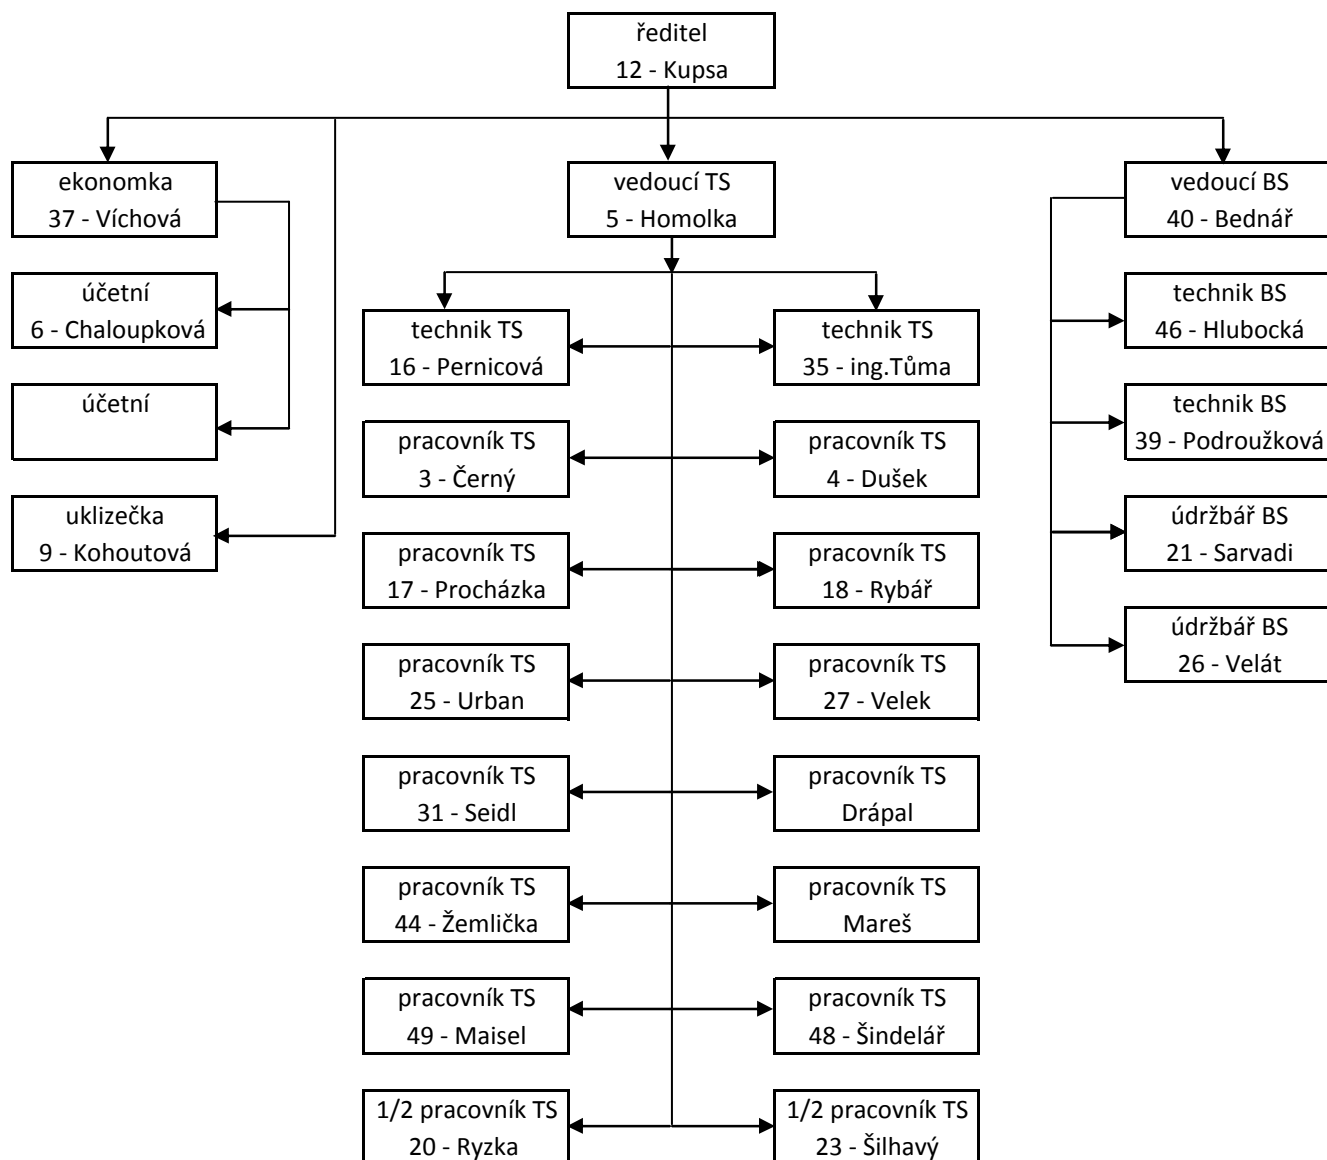 ředitel
12 - Kupsa
ekonomka
37 - Víchová
vedoucí TS
5 - Homolka
vedoucí BS
40 - Bednář
účetní
6 - Chaloupková
technik TS
16 - Pernicová
technik TS
35 - ing.Tůma
technik BS
46 - Hlubocká
účetní
pracovník TS
3 - Černý
pracovník TS
4 - Dušek
technik BS
39 - Podroužková
uklizečka
9 - Kohoutová
pracovník TS
17 - Procházka
pracovník TS
18 - Rybář
údržbář BS
21 - Sarvadi
pracovník TS
25 - Urban
pracovník TS
27 - Velek
údržbář BS
26 - Velát
pracovník TS
31 - Seidl
pracovník TS
Drápal
pracovník TS
44 - Žemlička
pracovník TS
Mareš
pracovník TS
49 - Maisel
pracovník TS
48 - Šindelář
1/2 pracovník TS
20 - Ryzka
1/2 pracovník TS
23 - Šilhavý